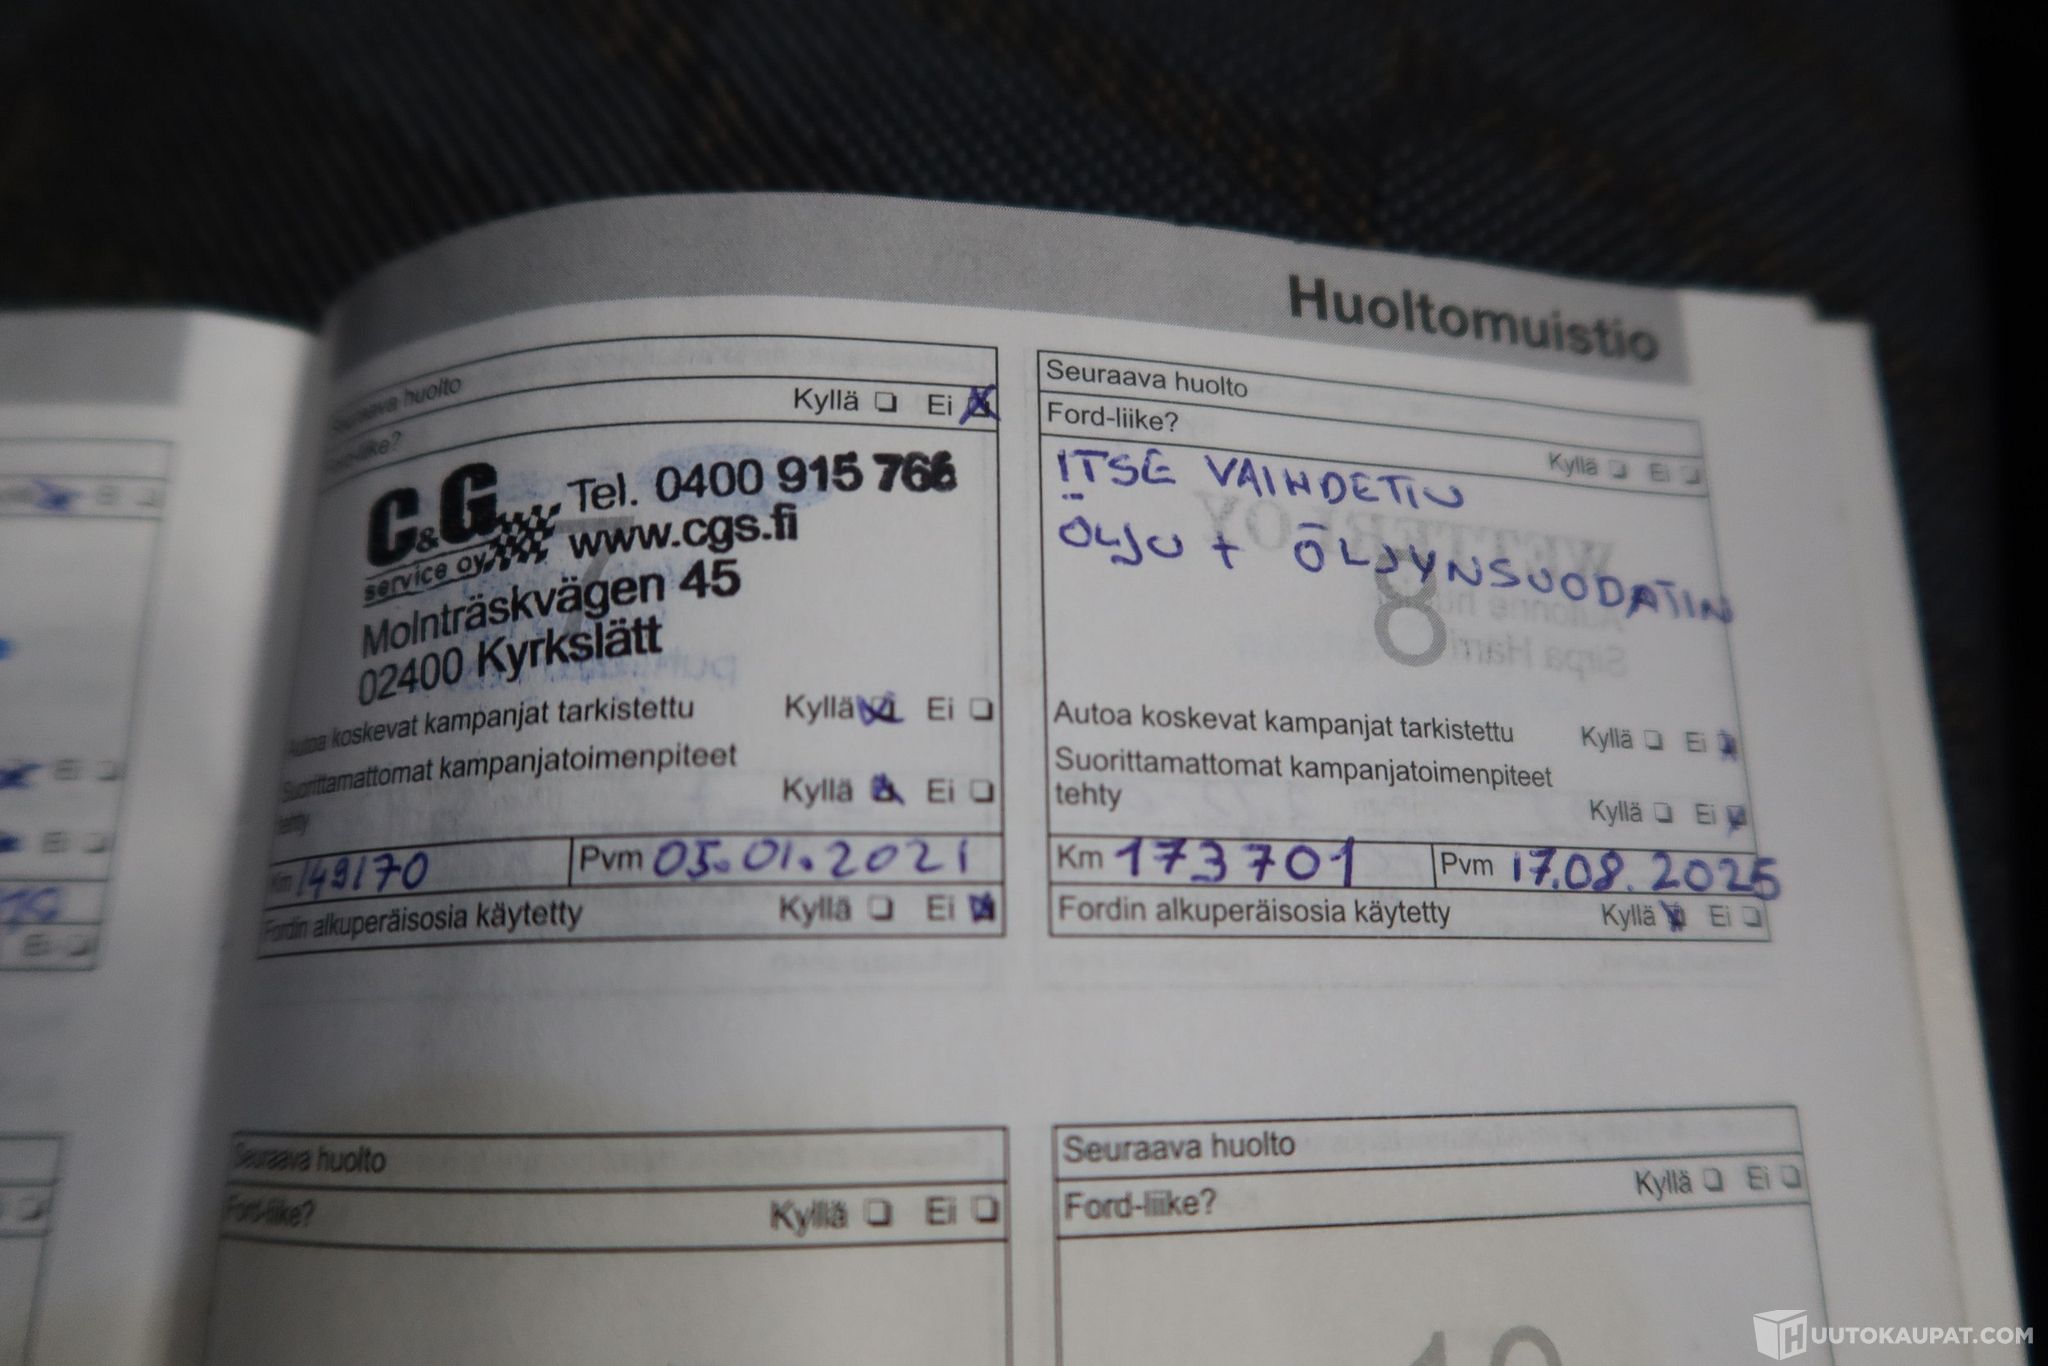 Huoltomuistio
Seuraava huolto
Ford-liike?
Kyllä Ei
C&G service oy
Tel. 0400 915 766
www.cgs.fi
Molnträskvägen 45
02400 Kyrkslätt
7
Autoa koskevat kampanjat tarkistettu Kyllä Ei
Suorittamattomat kampanjatoimenpiteet
tehty
Kyllä Ei
Km 149170 Pvm 05.01.2021
Fordin alkuperäisosia käytetty Kyllä Ei
Seuraava huolto
Ford-liike?
Kyllä Ei
ITSE VAIHDETIU
ÖLJU + ÖLJYNSUODATIN
8
Autoa koskevat kampanjat tarkistettu
Kyllä Ei
Suorittamattomat kampanjatoimenpiteet
tehty
Kyllä Ei
Km 173701 Pvm 17.08.2025
Fordin alkuperäisosia käytetty Kyllä Ei
Seuraava huolto
Ford-liike? Kyllä Ei
Seuraava huolto
Ford-liike? Kyllä Ei
10
HUUTOKAUPAT.COM